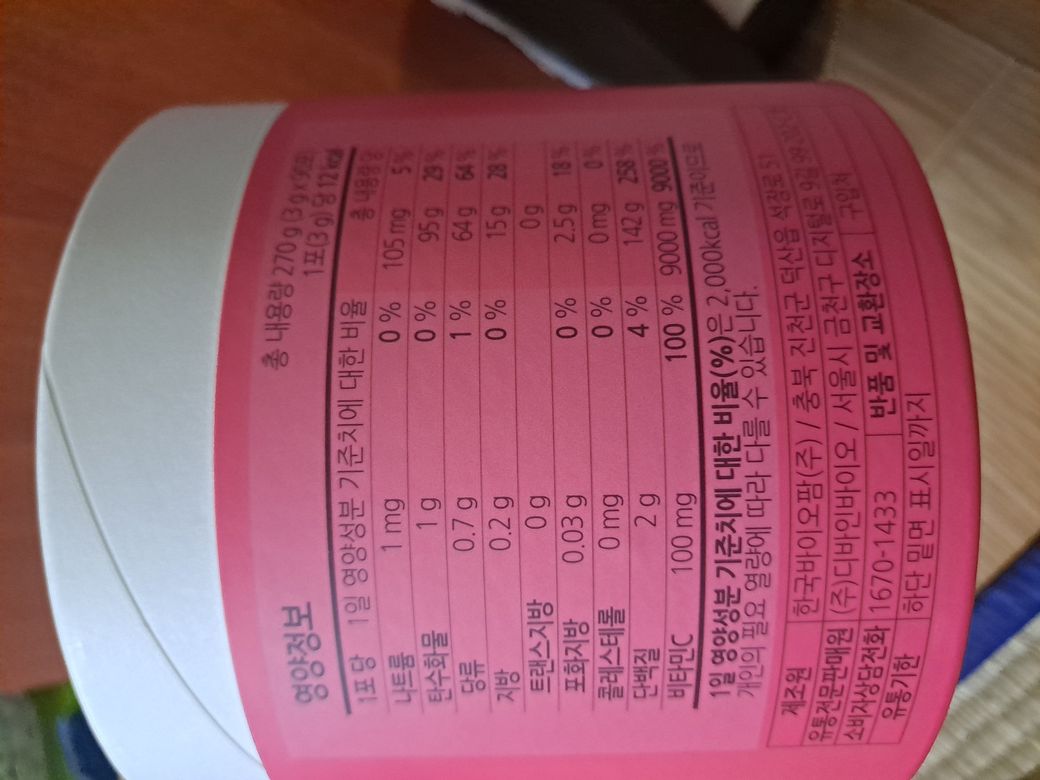 영양정보
총 내용량 270g(3g x 90포)
1포(3g)당 12kcal
1포 당 1일 영양성분 기준치에 대한 비율 총 내용량 당
나트륨 1 mg 0 % 105 mg 5 %
탄수화물 1 g 0 % 95 g 29 %
당류 0.7 g 1 % 64 g 64 %
지방 0.2 g 0 % 15 g 28 %
트랜스지방 0 g 0 g
포화지방 0.03 g 0 % 2.5 g 18 %
콜레스테롤 0 mg 0 % 0 mg 0 %
단백질 2 g 4 % 142 g 258 %
비타민C 100 mg 100 % 9000 mg 9000 %
1일 영양성분 기준치에 대한 비율(%)은 2,000kcal 기준이므로
개인의 필요 열량에 따라 다를 수 있습니다.
제조원 한국바이오팜(주) / 충북 진천군 덕산읍 석장로 51
유통전문판매원 (주)디바인바이오 / 서울시 금천구 디지털로 9길
소비자상담전화 1670-1433 반품 및 교환장소 구입처
유통기한 하단 밑면 표시일까지